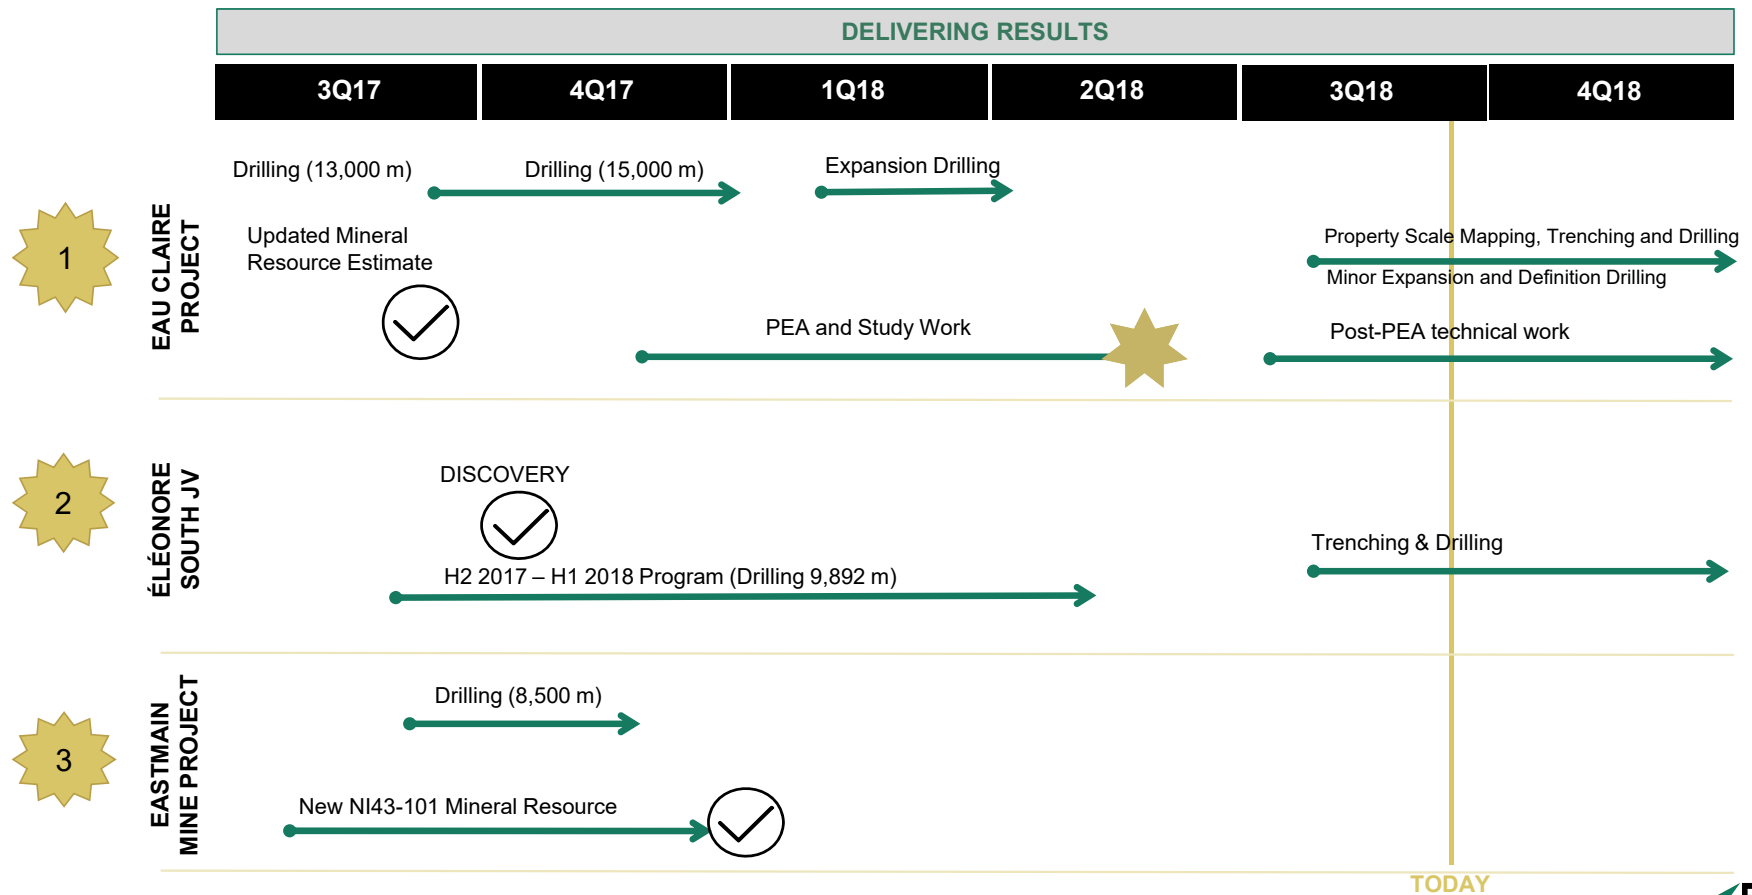 DELIVERING RESULTS
3Q17 4Q17 1Q18 2Q18 3Q18 4Q18
1
EAU CLAIRE
PROJECT
Drilling (13,000 m)
Drilling (15,000 m)
Expansion Drilling
Updated Mineral
Resource Estimate
Property Scale Mapping, Trenching and Drilling
Minor Expansion and Definition Drilling
PEA and Study Work
Post-PEA technical work
2
ÉLÉONORE
SOUTH JV
DISCOVERY
H2 2017 – H1 2018 Program (Drilling 9,892 m)
Trenching & Drilling
3
EASTMAIN
MINE PROJECT
Drilling (8,500 m)
New NI43-101 Mineral Resource
TODAY